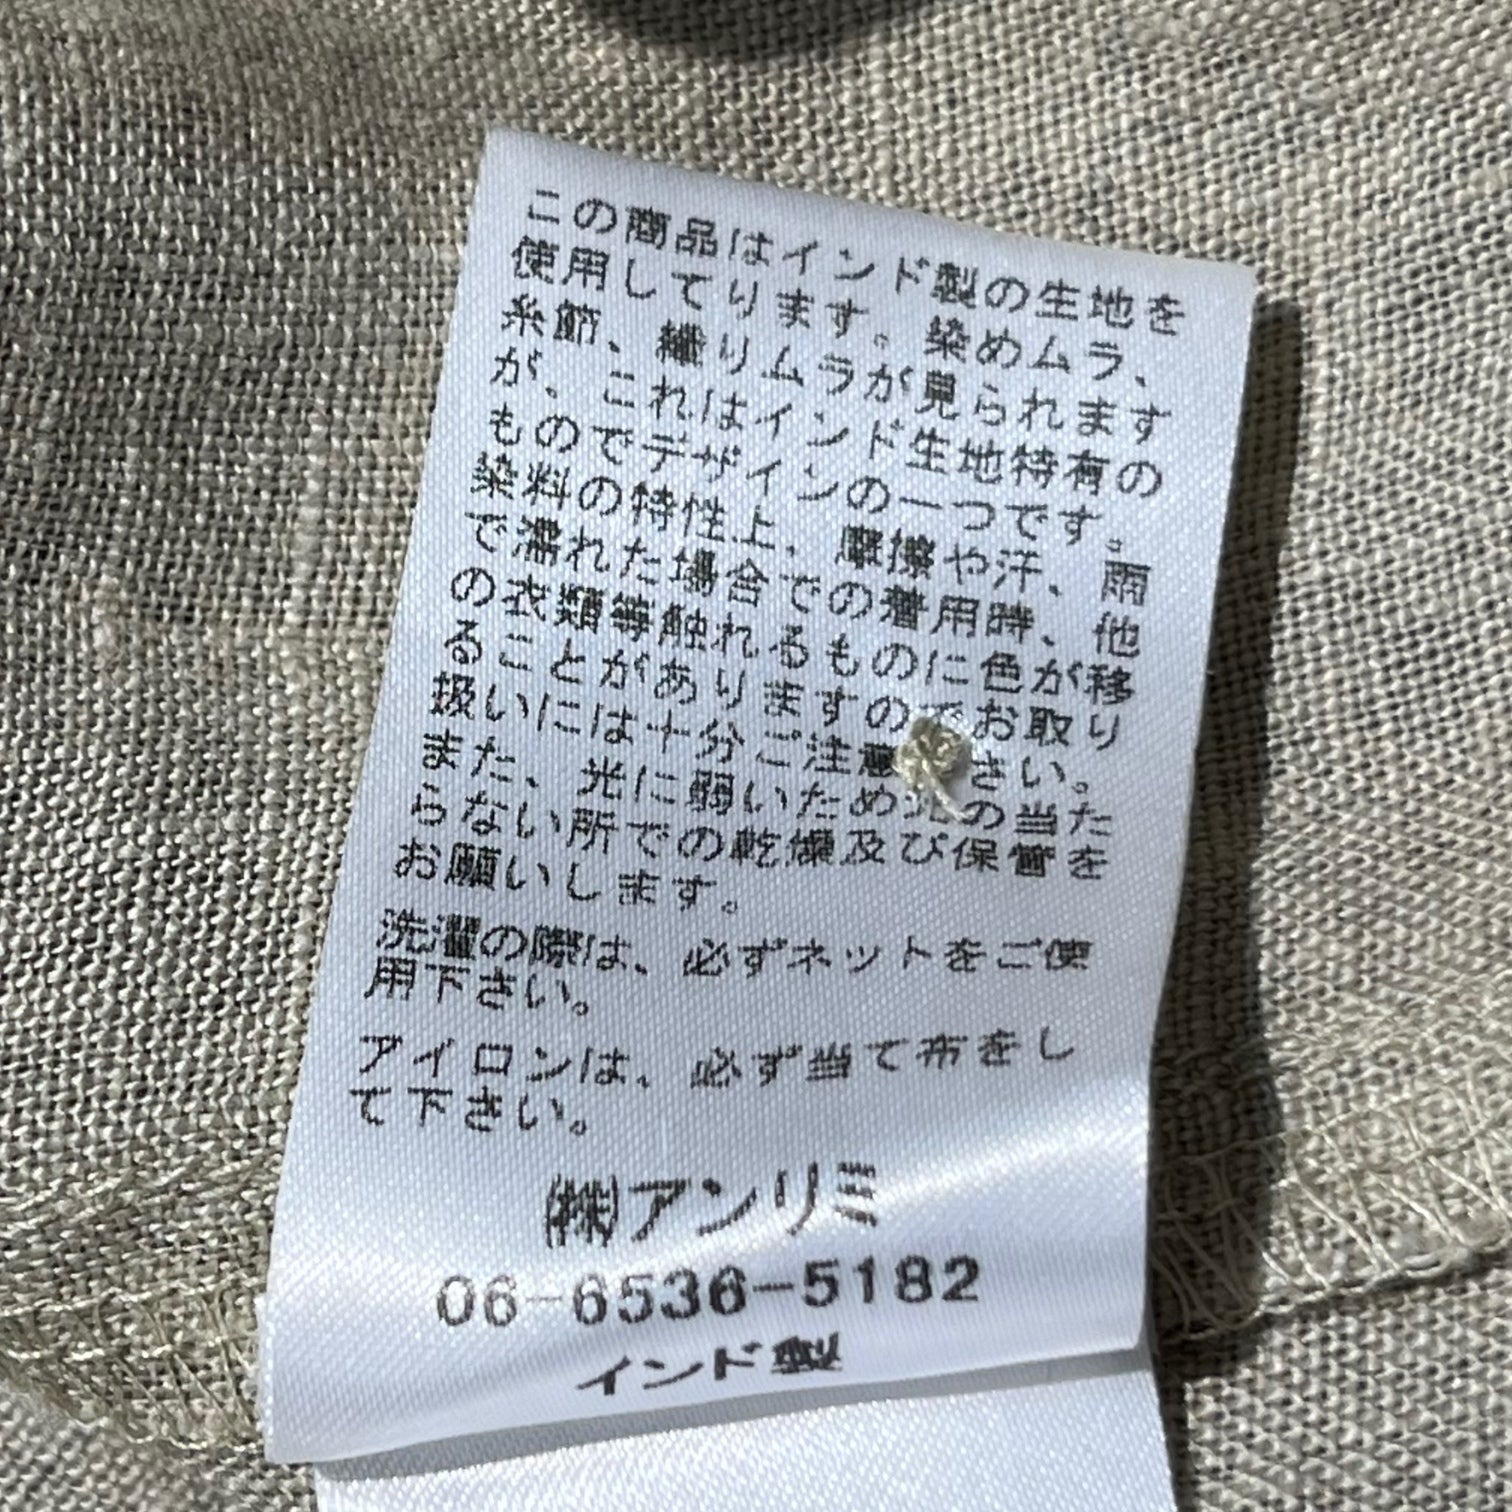 この商品はインド製の生地を
使用してります。染めムラ、
糸節、織りムラが見られます
が、これはインド生地特有の
ものでデザインの一つです。
染料の特性上、摩擦や汗、雨
で濡れた場合での着用時、他
の衣類等触れるものに色が移
ることがありますのでお取り
扱いには十分ご注意 さい。
また、光に弱いため光の当た
らない所での乾燥及び保管を
お願いします。
洗濯の際は、必ずネットをご使
用下さい。
アイロンは、必ず当て布をし
て下さい。
㈱アンリミ
06-6536-5182
インド製